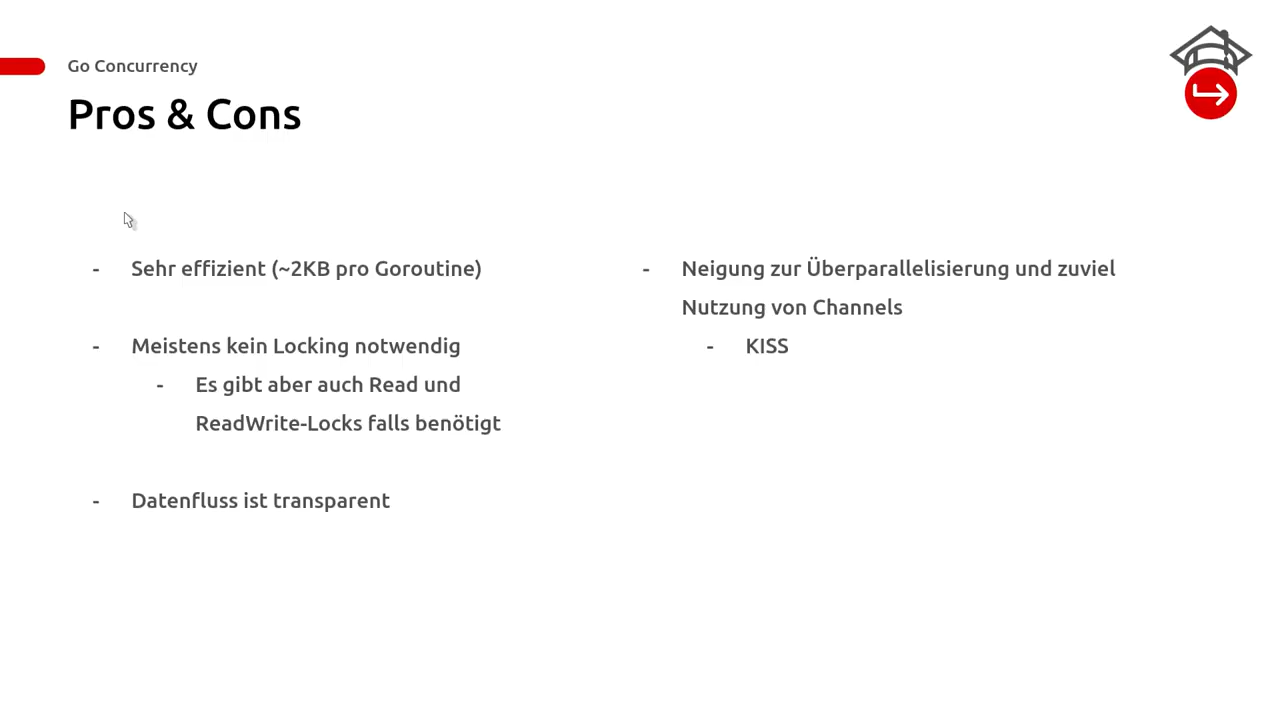 Go Concurrency
Pros & Cons
- Sehr effizient (~2KB pro Goroutine)
- Meistens kein Locking notwendig
- Es gibt aber auch Read und
ReadWrite-Locks falls benötigt
- Datenfluss ist transparent
- Neigung zur Überparallelisierung und zuviel
Nutzung von Channels
- KISS